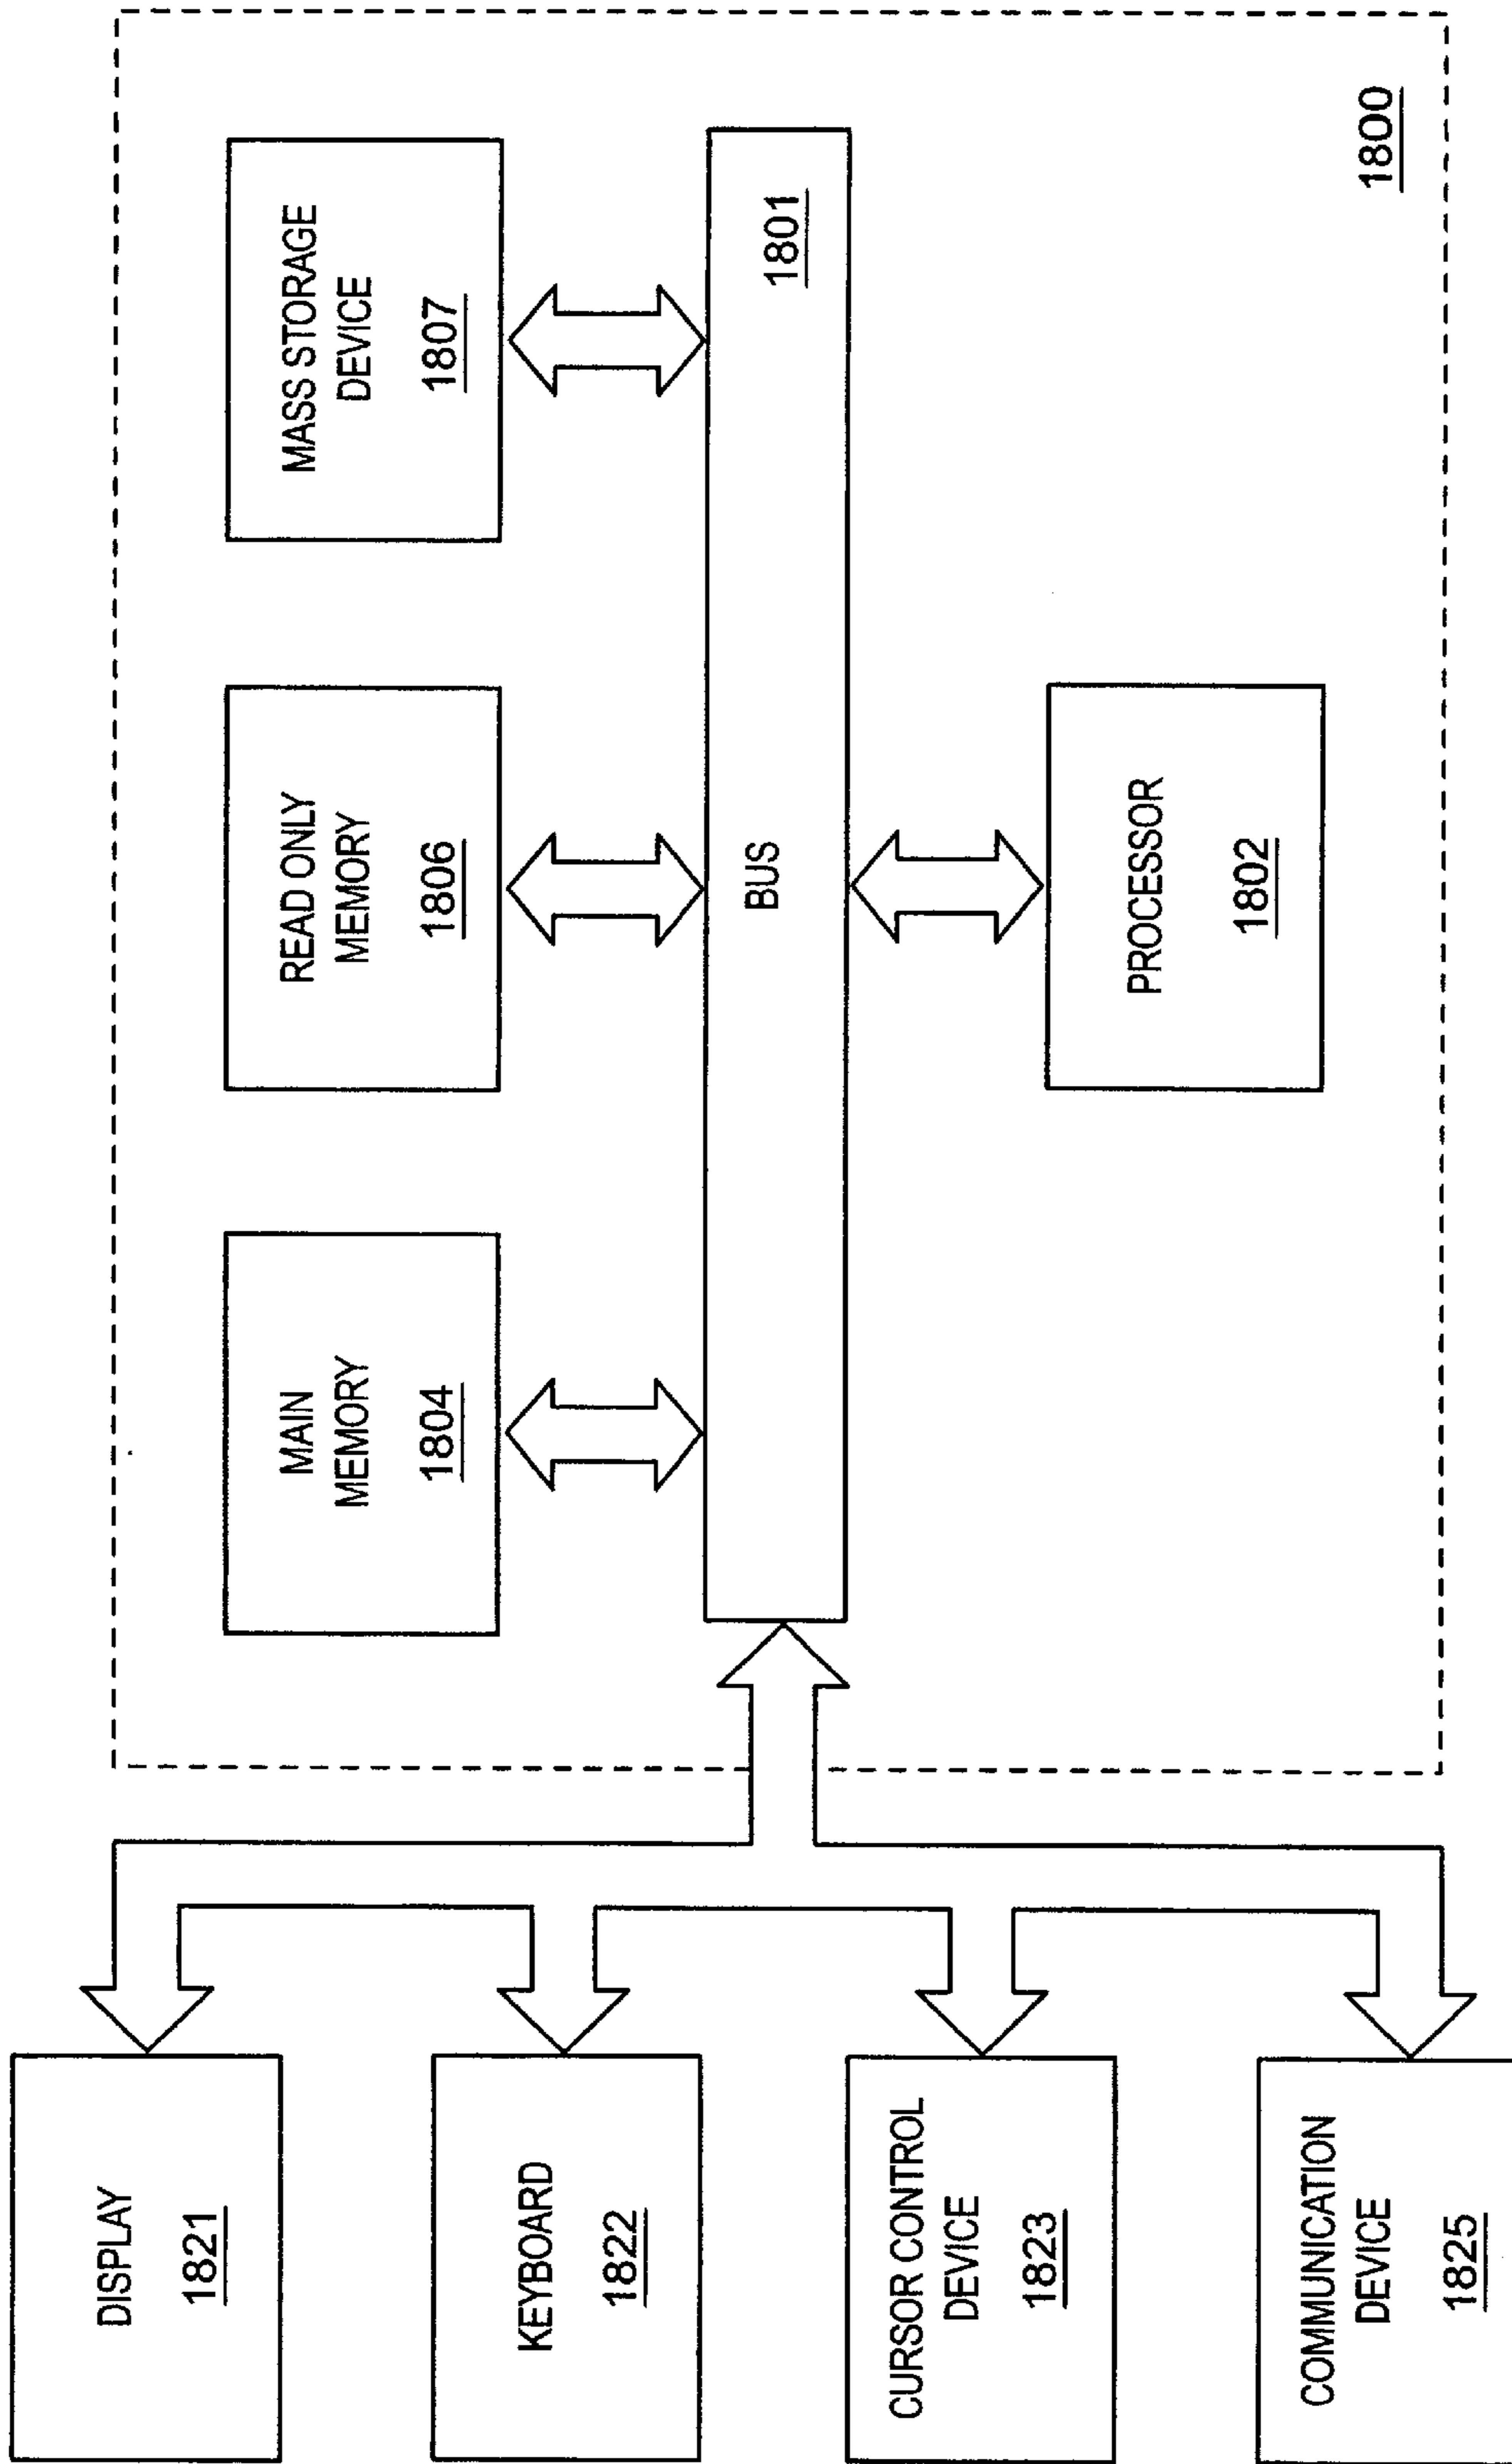 DISPLAY
1821
KEYBOARD
1822
CURSOR CONTROL
DEVICE
1823
COMMUNICATION
DEVICE
1825
MAIN
MEMORY
1804
READ ONLY
MEMORY
1806
MASS STORAGE
DEVICE
1807
BUS
1801
PROCESSOR
1802
1800